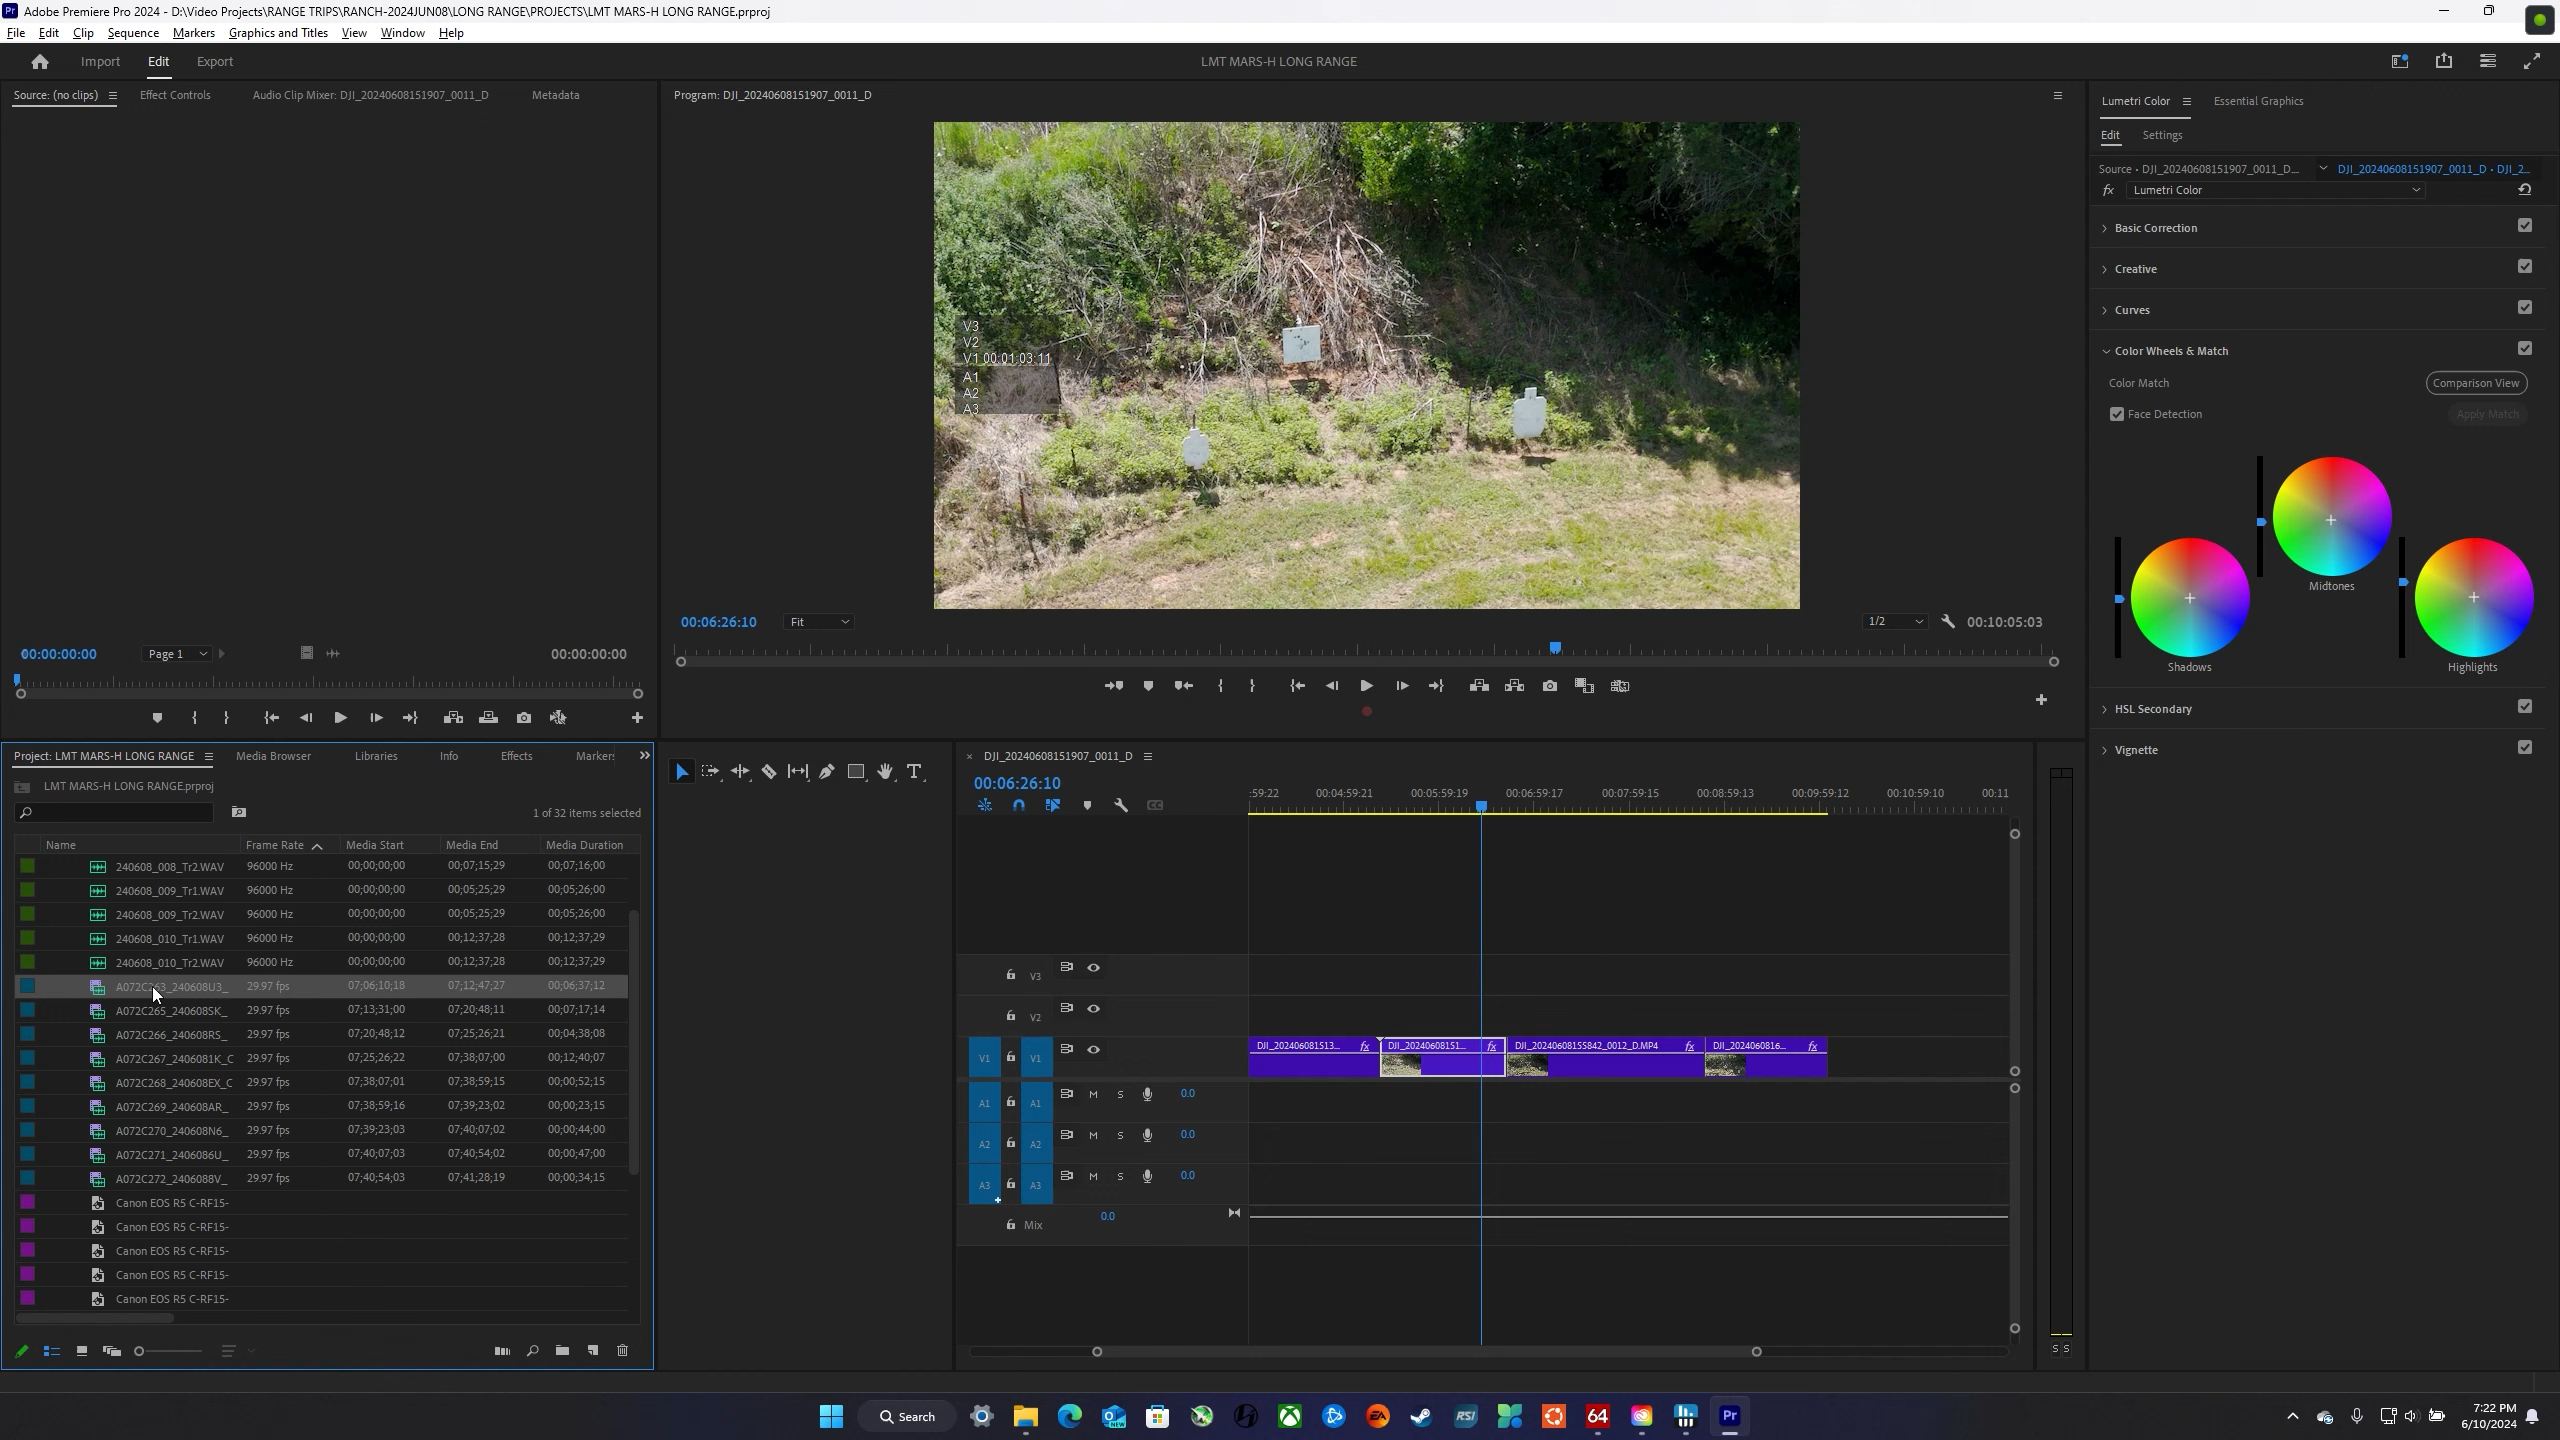 Adobe Premiere Pro 2024 - D:\Video Projects\RANGE TRIPS\RANCH-2024JUN08\LONG RANGE\PROJECTS\LMT MARS-H LONG RANGE.prproj
File Edit Clip Sequence Markers Graphics and Titles View Window Help
Import Edit Export LMT MARS-H LONG RANGE
Source: (no clips) Effect Controls Audio Clip Mixer: DJI_20240608151907_0011_D Metadata
Program: DJI_20240608151907_0011_D
V3
V2
V1 00:01:03:11
A1
A2
A3
00:00:00:00 Page 1 00:00:00:00
00:06:26:10 Fit 1/2 00:10:05:03
Lumetri Color Essential Graphics
Edit Settings
Source • DJI_20240608151907_0011_D... DJI_20240608151907_0011_D • DJI_2...
fx Lumetri Color
Basic Correction
Creative
Curves
Color Wheels & Match
Color Match Comparison View
Face Detection Apply Match
Midtones
Shadows Highlights
HSL Secondary
Vignette
Project: LMT MARS-H LONG RANGE Media Browser Libraries Info Effects Markers
LMT MARS-H LONG RANGE.prproj
1 of 32 items selected
Name Frame Rate Media Start Media End Media Duration
240608_008_Tr2.WAV 96000 Hz 00;00;00;00 00;07;15;29 00;07;16;00
240608_009_Tr1.WAV 96000 Hz 00;00;00;00 00;05;25;29 00;05;26;00
240608_009_Tr2.WAV 96000 Hz 00;00;00;00 00;05;25;29 00;05;26;00
240608_010_Tr1.WAV 96000 Hz 00;00;00;00 00;12;37;28 00;12;37;29
240608_010_Tr2.WAV 96000 Hz 00;00;00;00 00;12;37;28 00;12;37;29
A072C263_240608U3_ 29.97 fps 07;06;10;18 07;12;47;27 00;06;37;12
A072C265_240608SK_ 29.97 fps 07;13;31;00 07;20;48;11 00;07;17;14
A072C266_240608RS_ 29.97 fps 07;20;48;12 07;25;26;21 00;04;38;08
A072C267_2406081K_C 29.97 fps 07;25;26;22 07;38;07;00 00;12;40;07
A072C268_240608EX_C 29.97 fps 07;38;07;01 07;38;59;15 00;00;52;15
A072C269_240608AR_ 29.97 fps 07;38;59;16 07;39;23;02 00;00;23;15
A072C270_240608N6_ 29.97 fps 07;39;23;03 07;40;07;02 00;00;44;00
A072C271_2406086U_ 29.97 fps 07;40;07;03 07;40;54;02 00;00;47;00
A072C272_2406088V_ 29.97 fps 07;40;54;03 07;41;28;19 00;00;34;15
Canon EOS R5 C-RF15-
Canon EOS R5 C-RF15-
Canon EOS R5 C-RF15-
Canon EOS R5 C-RF15-
Canon EOS R5 C-RF15-
DJI_20240608151907_0011_D
00:06:26:10
:59:22 00:04:59:21 00:05:59:19 00:06:59:17 00:07:59:15 00:08:59:13 00:09:59:12 00:10:59:10 00:11
V3
V2
V1 V1 DJI_202406081513... fx DJI_20240608151... fx DJI_20240608155842_0012_D.MP4 fx DJI_2024060816... fx
A1 A1 M S 0.0
A2 A2 M S 0.0
A3 A3 M S 0.0
Mix 0.0
S S
Search
7:22 PM
6/10/2024